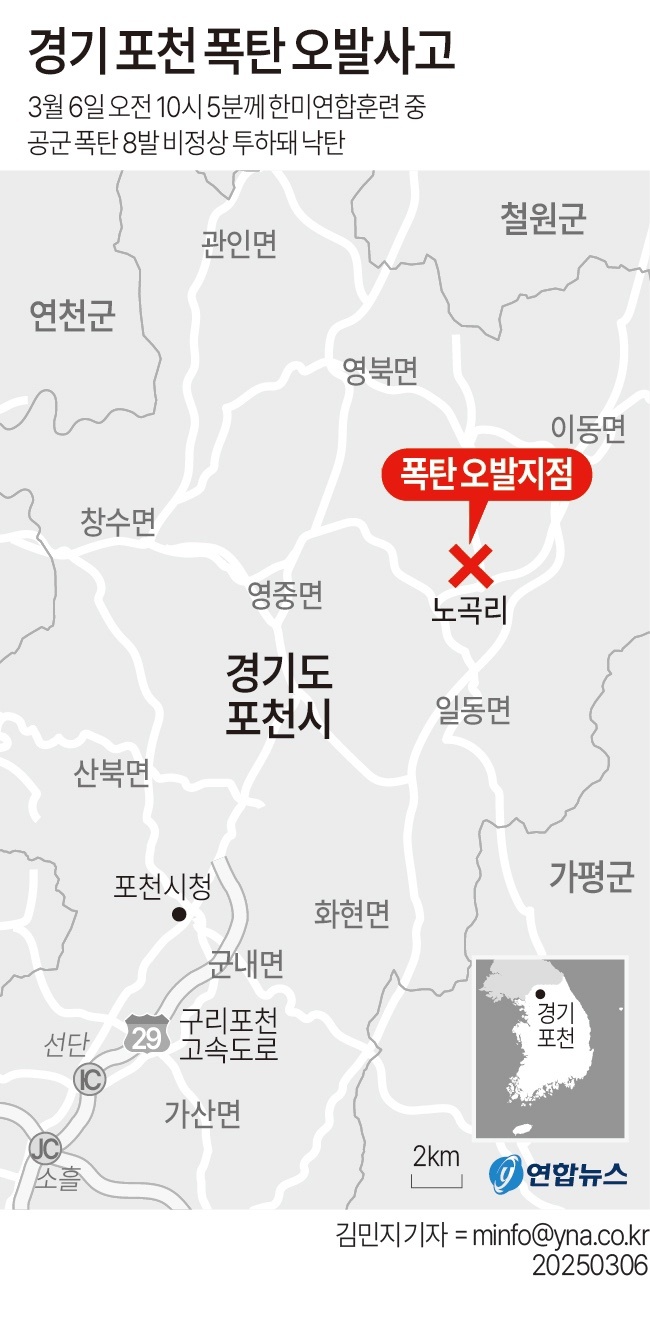 경기 포천 폭탄 오발사고
3월 6일 오전 10시 5분께 한미연합훈련 중
공군 폭탄 8발 비정상 투하돼 낙탄
철원군
관인면
연천군
영북면
이동면
폭탄 오발지점
창수면
영중면
노곡리
경기도
포천시
일동면
산북면
가평군
포천시청
화현면
군내면
경기
포천
구리포천
고속도로
29
선단
IC
가산면
JC
소흘
2km
연합뉴스
김민지 기자 = minfo@yna.co.kr
20250306